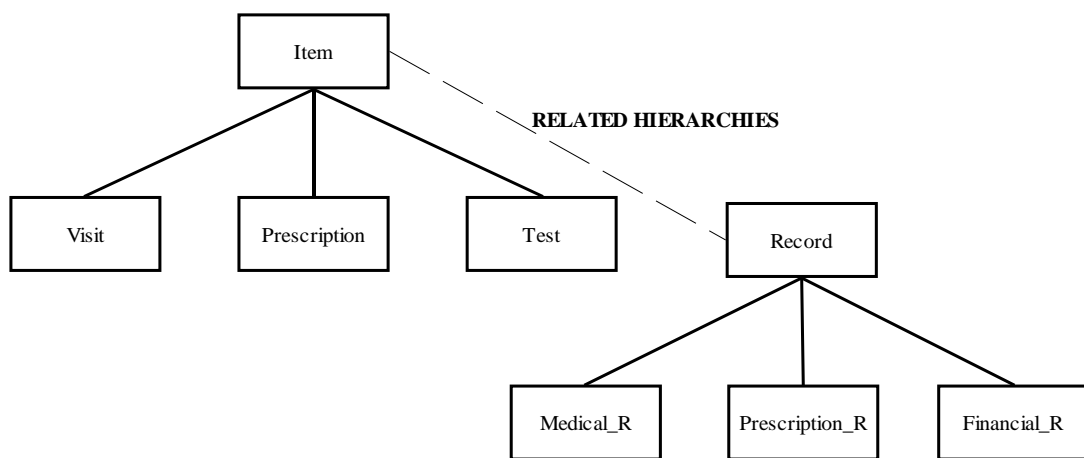 Item
RELATED HIERARCHIES
Visit
Prescription
Test
Record
Medical_R
Prescription_R
Financial_R